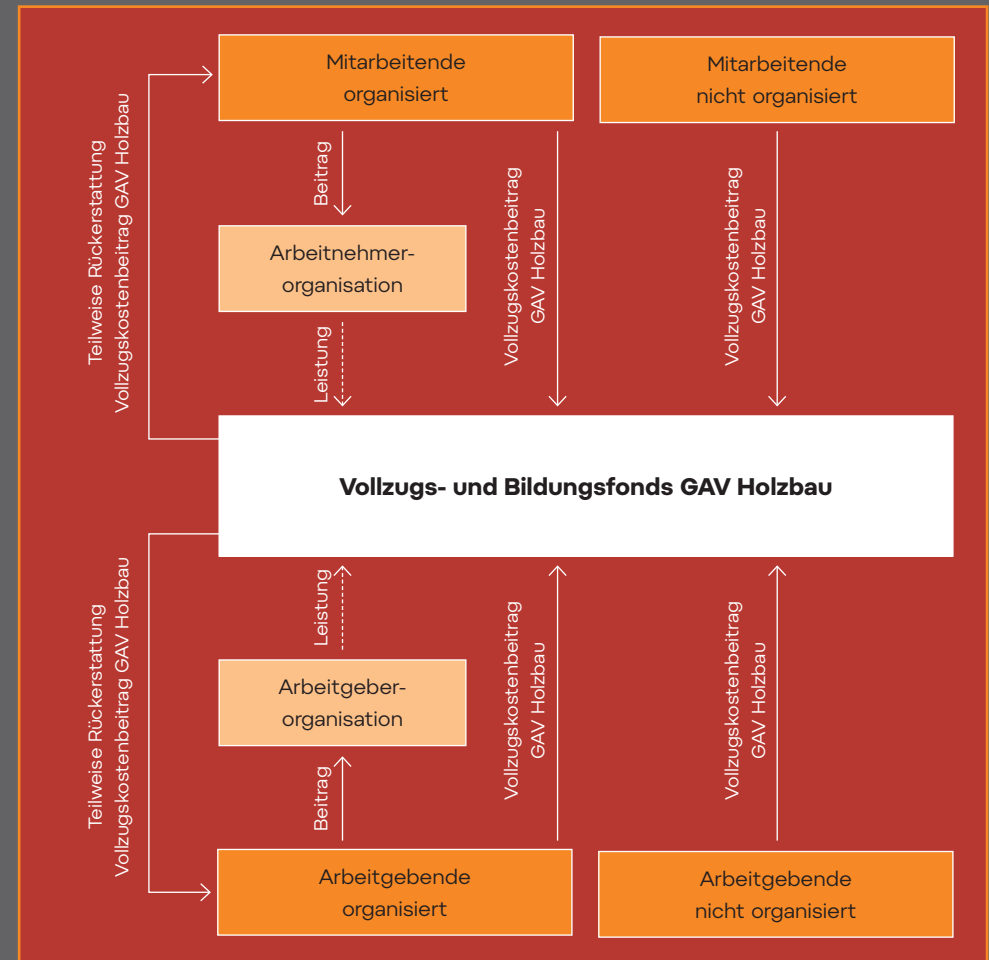 Mitarbeitende
organisiert
Mitarbeitende
nicht organisiert
Teilweise Rückerstattung
Vollzugskostenbeitrag GAV Holzbau
Beitrag
Vollzugskostenbeitrag
GAV Holzbau
Vollzugskostenbeitrag
GAV Holzbau
Arbeitnehmer-
organisation
Leistung
Vollzugs- und Bildungsfonds GAV Holzbau
Teilweise Rückerstattung
Vollzugskostenbeitrag GAV Holzbau
Leistung
Vollzugskostenbeitrag
GAV Holzbau
Vollzugskostenbeitrag
GAV Holzbau
Arbeitgeber-
organisation
Beitrag
Arbeitgebende
organisiert
Arbeitgebende
nicht organisiert